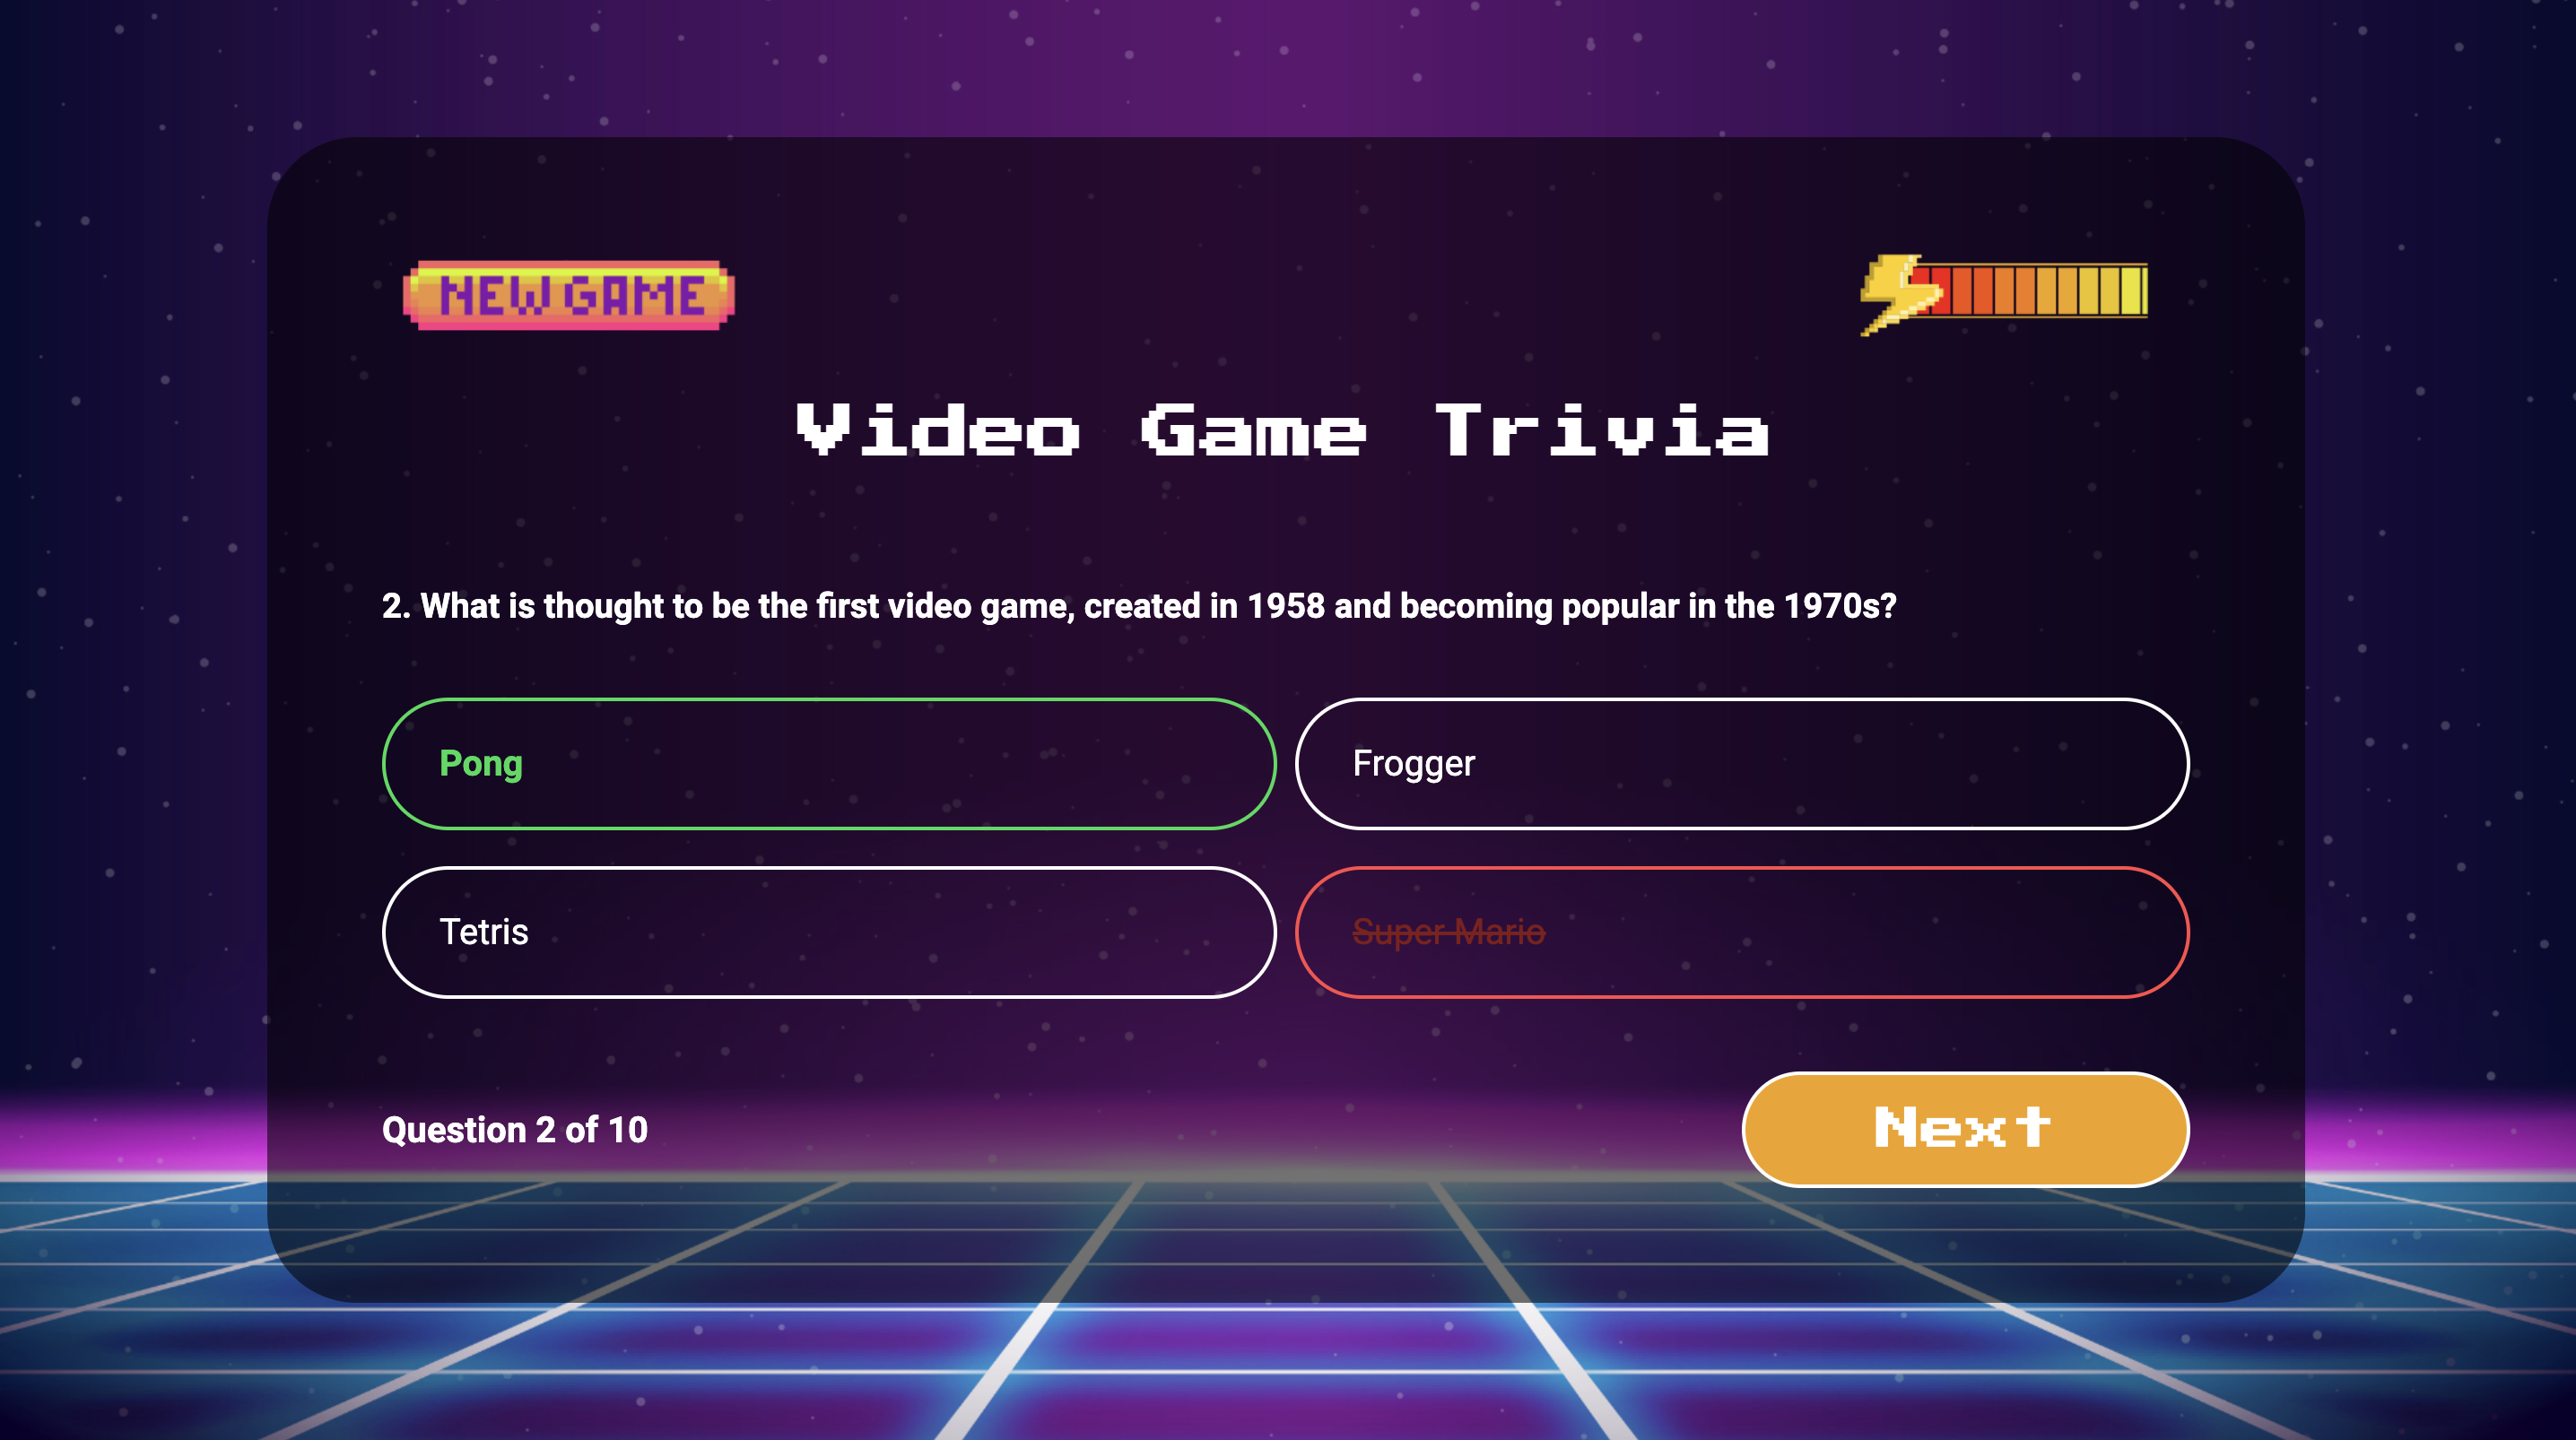 NEW GAME
Video Game Trivia
2. What is thought to be the first video game, created in 1958 and becoming popular in the 1970s?
Pong
Frogger
Tetris
Super Mario
Question 2 of 10
Next